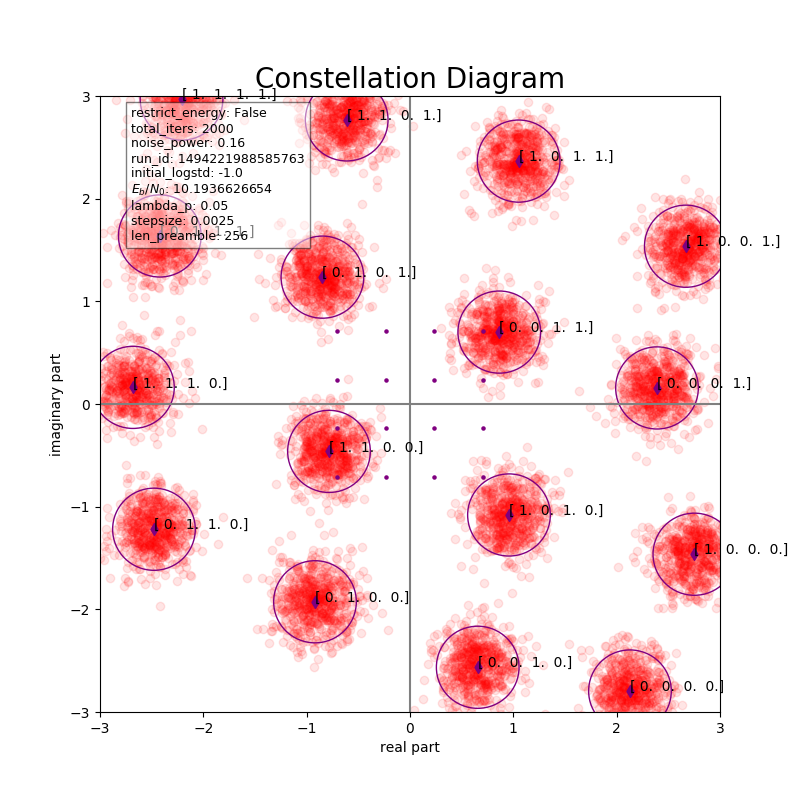 Constellation Diagram
[ 1. 1. 1. 1.]
restrict_energy: False
total_iters: 2000
noise_power: 0.16
run_id: 1494221988585763
initial_logstd: -1.0
E_b/N_0: 10.1936626654
lambda_p: 0.05
stepsize: 0.0025
len_preamble: 256
[ 1. 1. 0. 1.]
[ 1. 0. 1. 1.]
[ 1. 0. 0. 1.]
[ 0. 1. 0. 1.]
[ 0. 0. 1. 1.]
[ 1. 1. 1. 0.]
[ 0. 0. 0. 1.]
[ 1. 1. 0. 0.]
[ 0. 1. 1. 0.]
[ 1. 0. 1. 0.]
[ 1. 0. 0. 0.]
[ 0. 1. 0. 0.]
[ 0. 0. 1. 0.]
[ 0. 0. 0. 0.]
3
2
1
0
−1
−2
−3
imaginary part
−3 −2 −1 0 1 2 3
real part